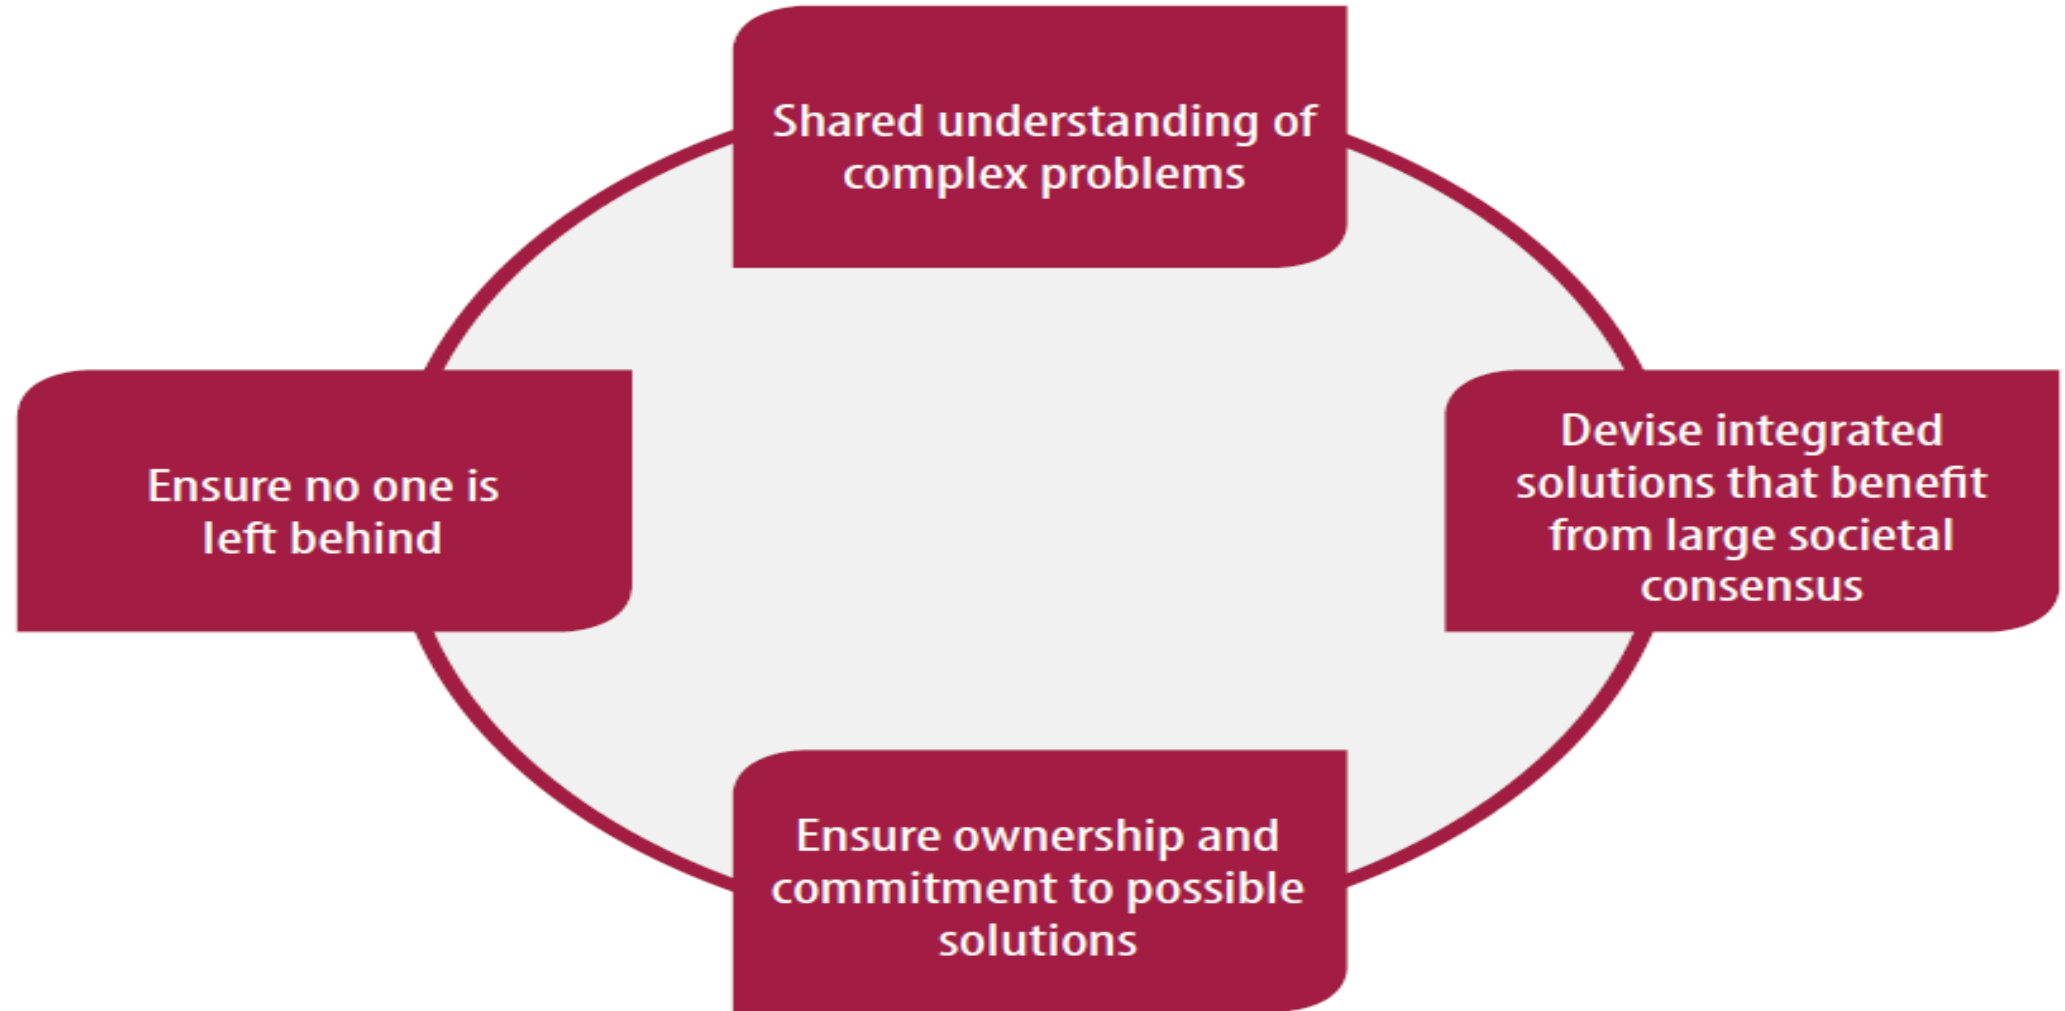 Shared understanding of
complex problems
Ensure no one is
left behind
Devise integrated
solutions that benefit
from large societal
consensus
Ensure ownership and
commitment to possible
solutions